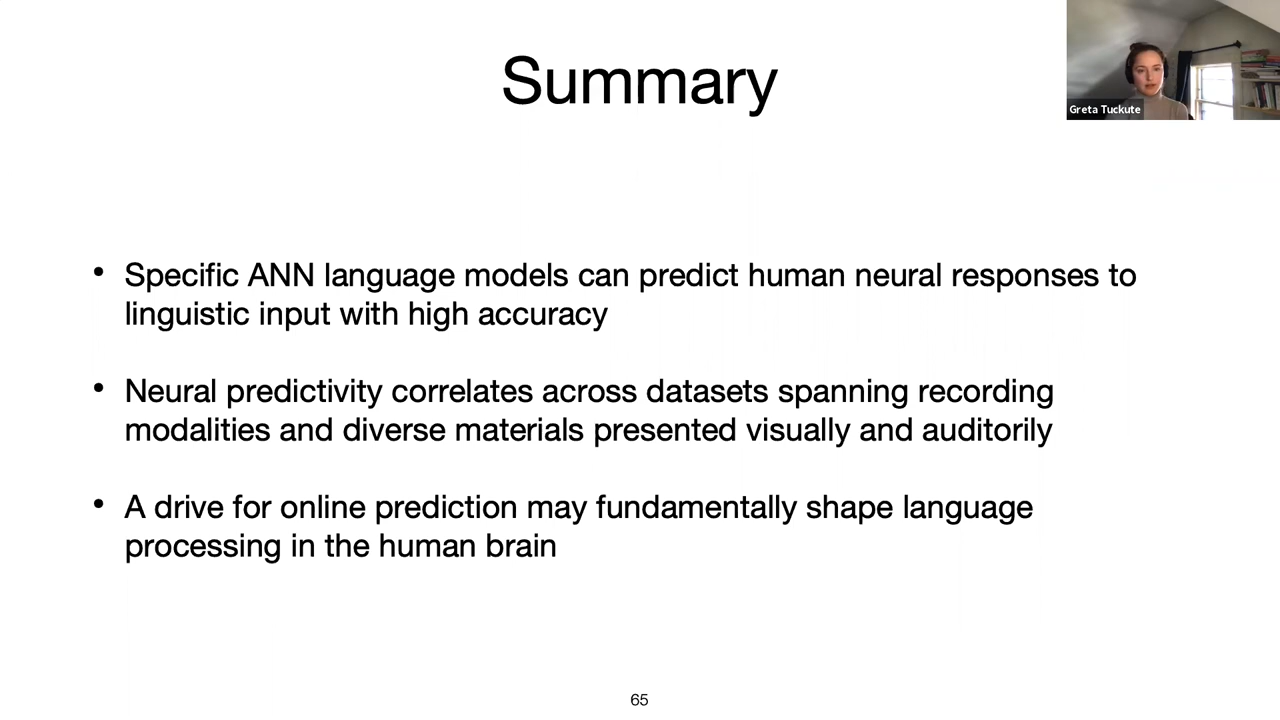 Summary
Greta Tuckute
• Specific ANN language models can predict human neural responses to
linguistic input with high accuracy
• Neural predictivity correlates across datasets spanning recording
modalities and diverse materials presented visually and auditorily
• A drive for online prediction may fundamentally shape language
processing in the human brain
65